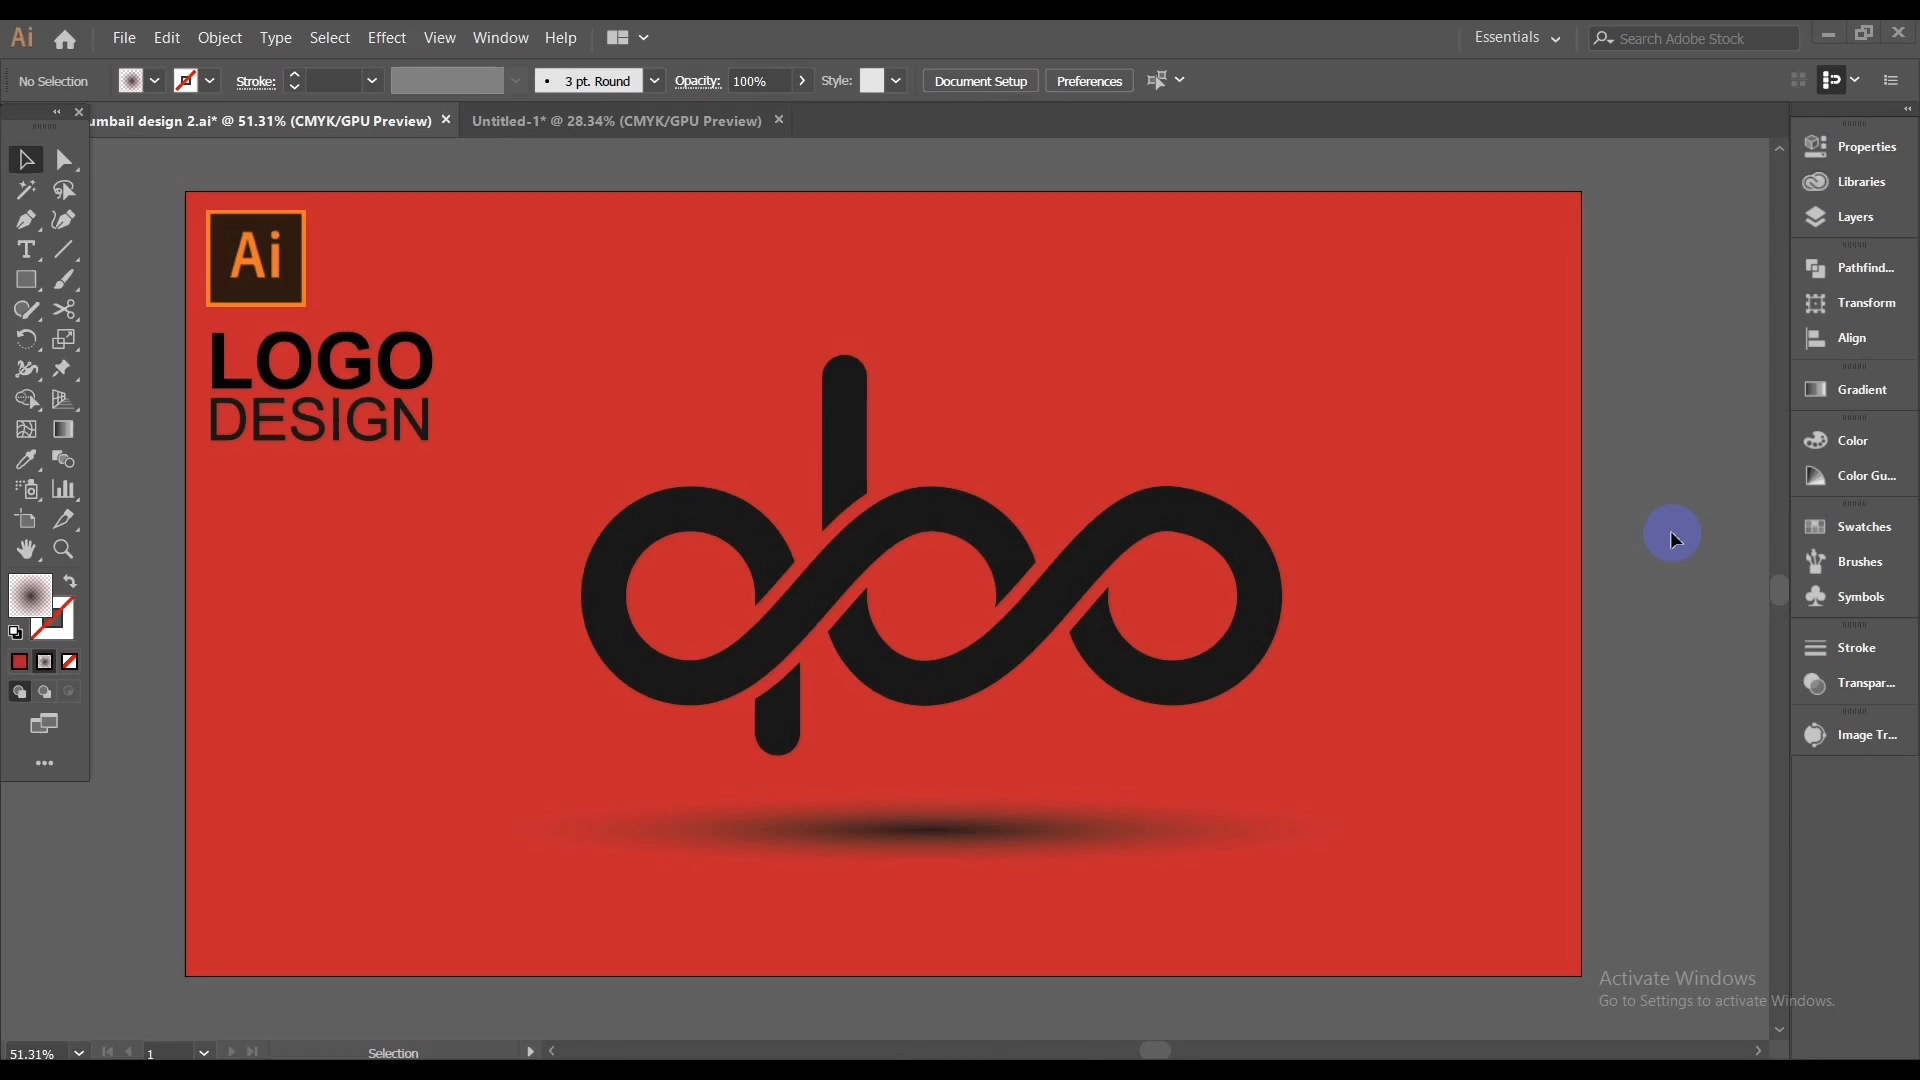 Ai File Edit Object Type Select Effect View Window Help Essentials Search Adobe Stock
No Selection Stroke: 3 pt. Round Opacity: 100% Style: Document Setup Preferences
umbail design 2.ai* @ 51.31% (CMYK/GPU Preview) Untitled-1* @ 28.34% (CMYK/GPU Preview)
Properties
Libraries
Layers
Pathfind...
Transform
Align
Gradient
Color
Color Gu...
Swatches
Brushes
Symbols
Stroke
Transpar...
Image Tr...
Ai
LOGO
DESIGN
Activate Windows
Go to Settings to activate Windows.
51.31% 1 Selection